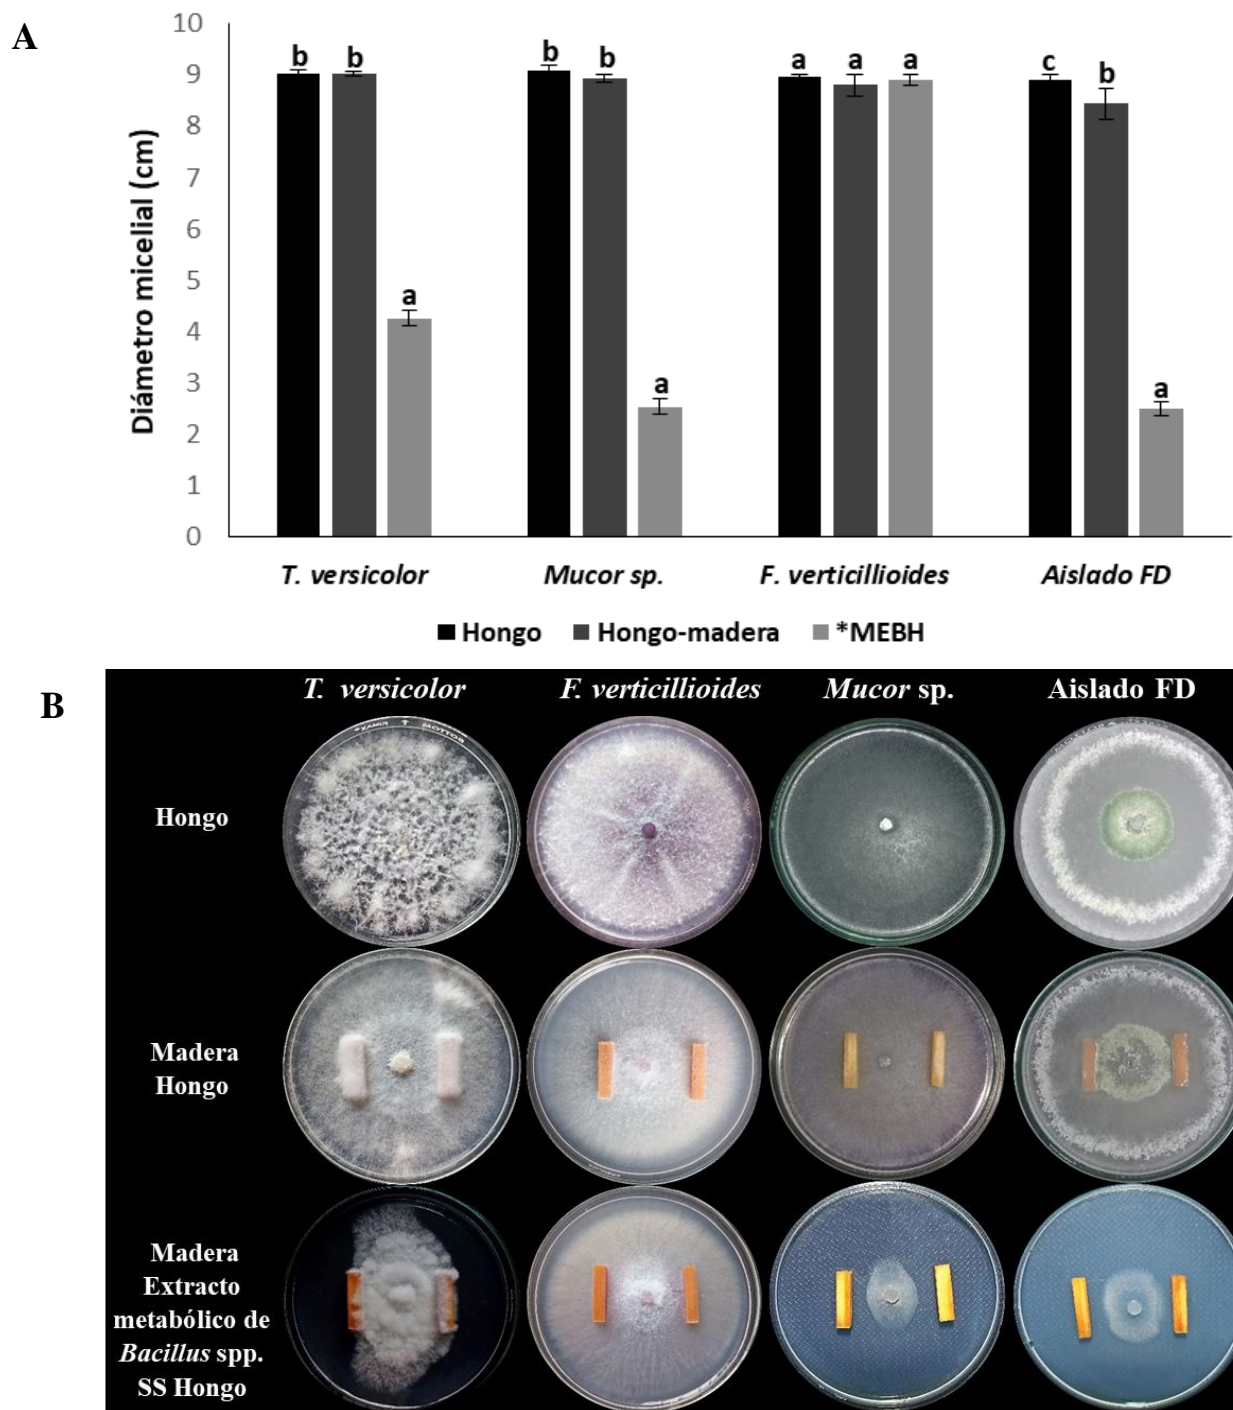 A
10
9
8
7
6
5
4
3
2
1
0
Diámetro micelial (cm)
b b a
b b a
a a a
c b a
T. versicolor Mucor sp. F. verticillioides Aislado FD
Hongo Hongo-madera *MEBH
B
T. versicolor F. verticillioides Mucor sp. Aislado FD
Hongo
Madera
Hongo
Madera
Extracto
metabólico de
Bacillus spp.
SS Hongo